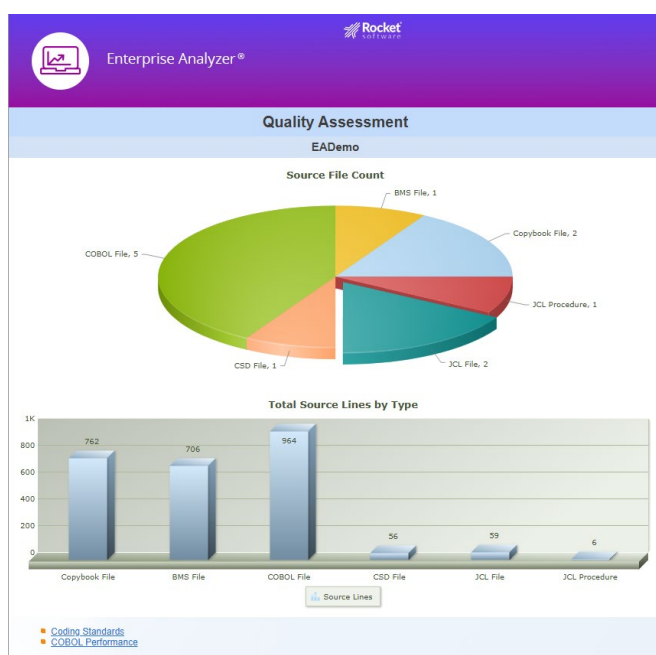 Rocket
software
Enterprise Analyzer®
Quality Assessment
EADemo
Source File Count
BMS File, 1
Copybook File, 2
COBOL File, 5
JCL Procedure, 1
JCL File, 2
CSD File, 1
Total Source Lines by Type
1K
800
600
400
200
0
762
706
964
56
59
6
Copybook File
BMS File
COBOL File
CSD File
JCL File
JCL Procedure
Source Lines
Coding Standards
COBOL Performance